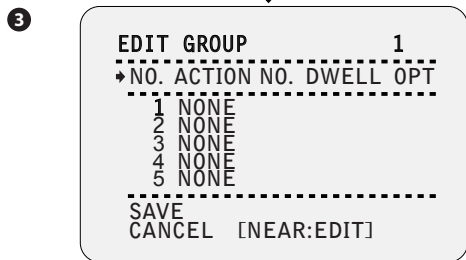 3
EDIT GROUP 1
NO. ACTION NO. DWELL OPT
1 NONE
2 NONE
3 NONE
4 NONE
5 NONE
SAVE
CANCEL [NEAR:EDIT]